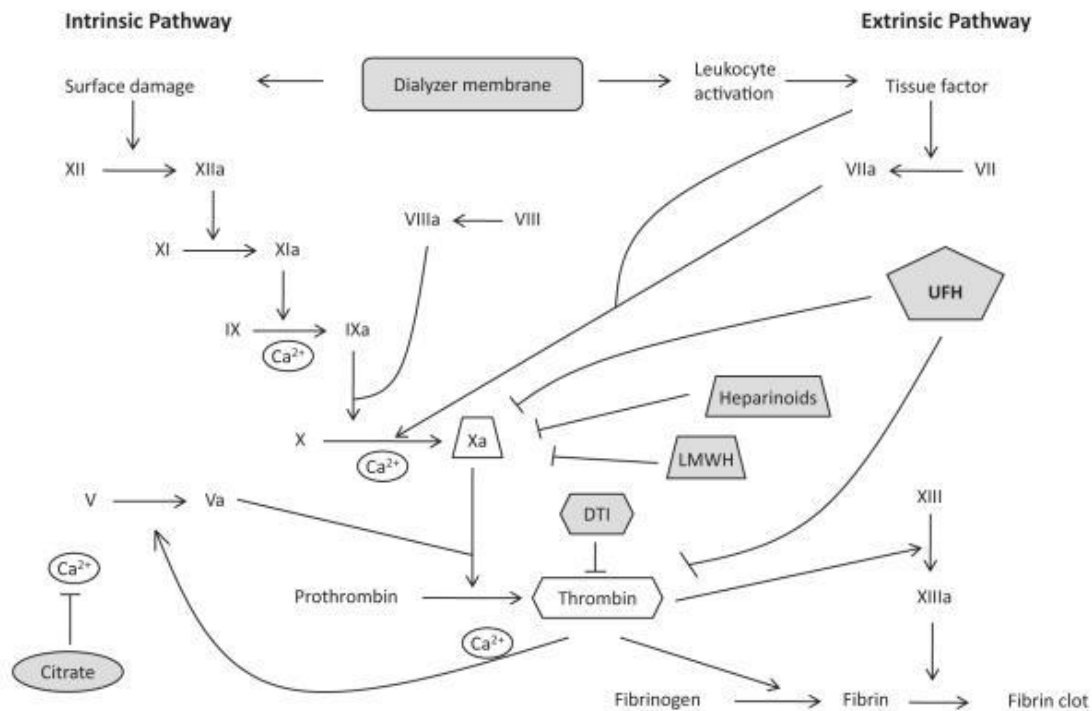 Intrinsic Pathway
Extrinsic Pathway
Surface damage
Dialyzer membrane
Leukocyte
activation
Tissue factor
XII
XIIa
VIIa
VII
XI
XIa
VIIIa
VIII
UFH
IX
Ca²⁺
IXa
Heparinoids
X
Ca²⁺
Xa
LMWH
V
Va
DTI
XIII
Ca²⁺
Prothrombin
Thrombin
XIIIa
Ca²⁺
Citrate
Fibrinogen
Fibrin
Fibrin clot